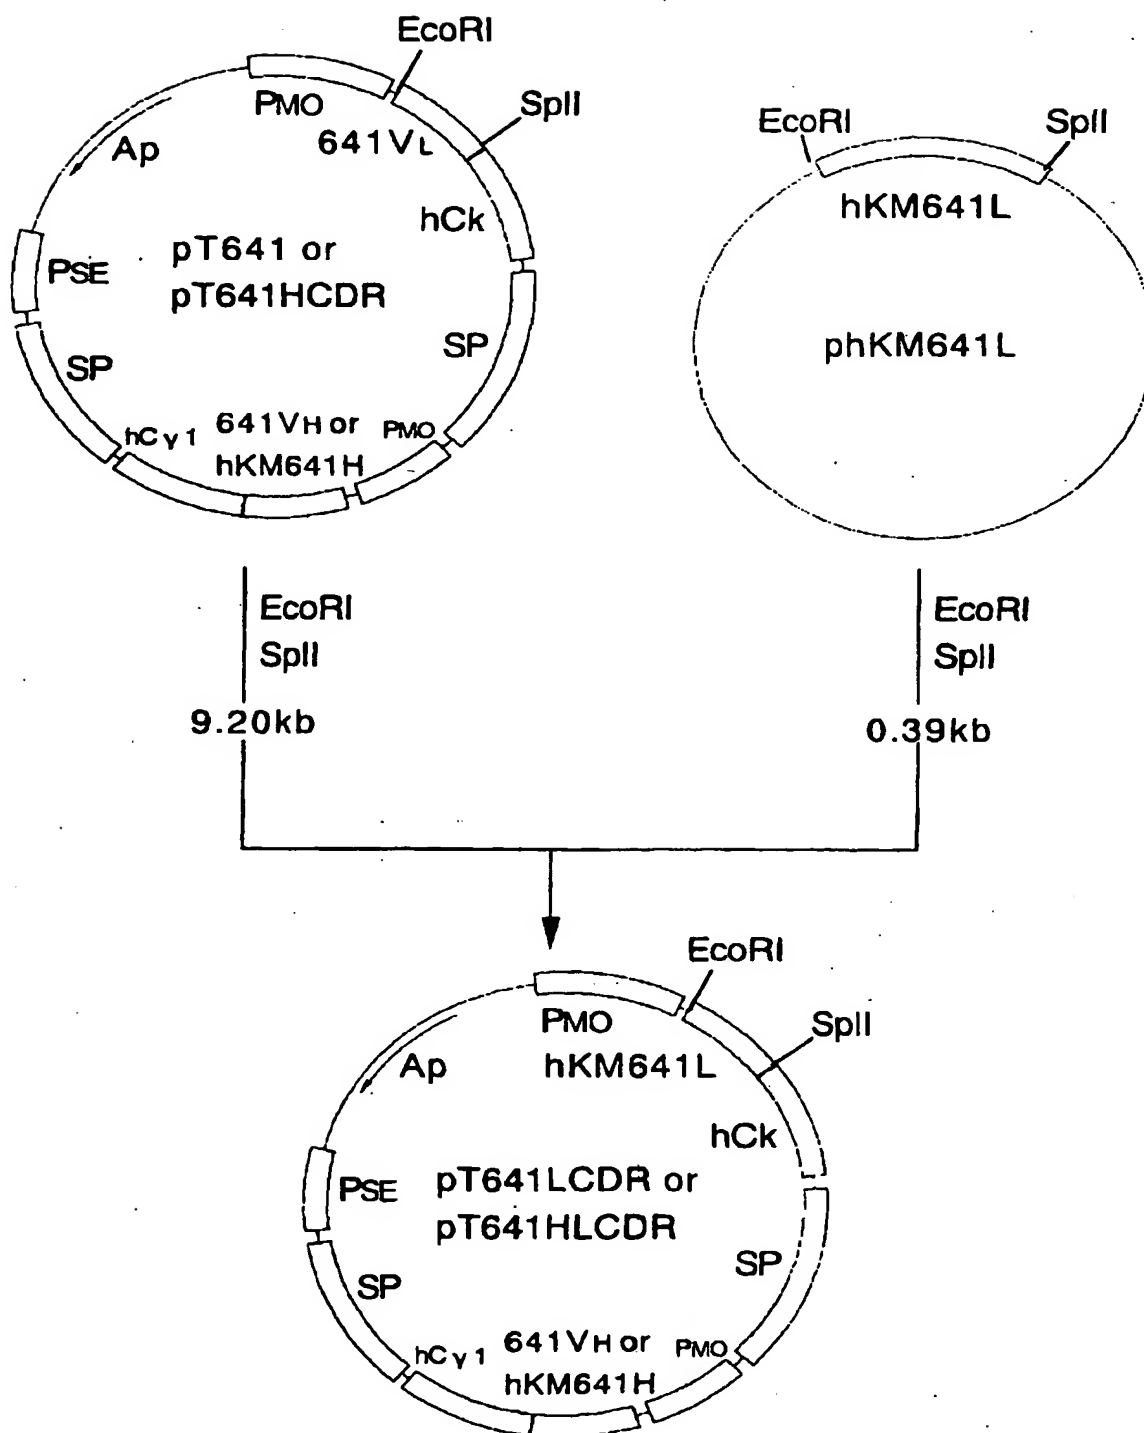 EcoRI
SplI
PMO
641VL
Ap
hCk
PSE
pT641 or
pT641HCDR
SP
SP
hCγ1
641VH or
hKM641H
PMO
EcoRI
SplI
hKM641L
phKM641L
EcoRI
SplI
9.20kb
EcoRI
SplI
0.39kb
EcoRI
SplI
PMO
hKM641L
Ap
hCk
PSE
pT641LCDR or
pT641HLCDR
SP
SP
hCγ1
641VH or
hKM641H
PMO